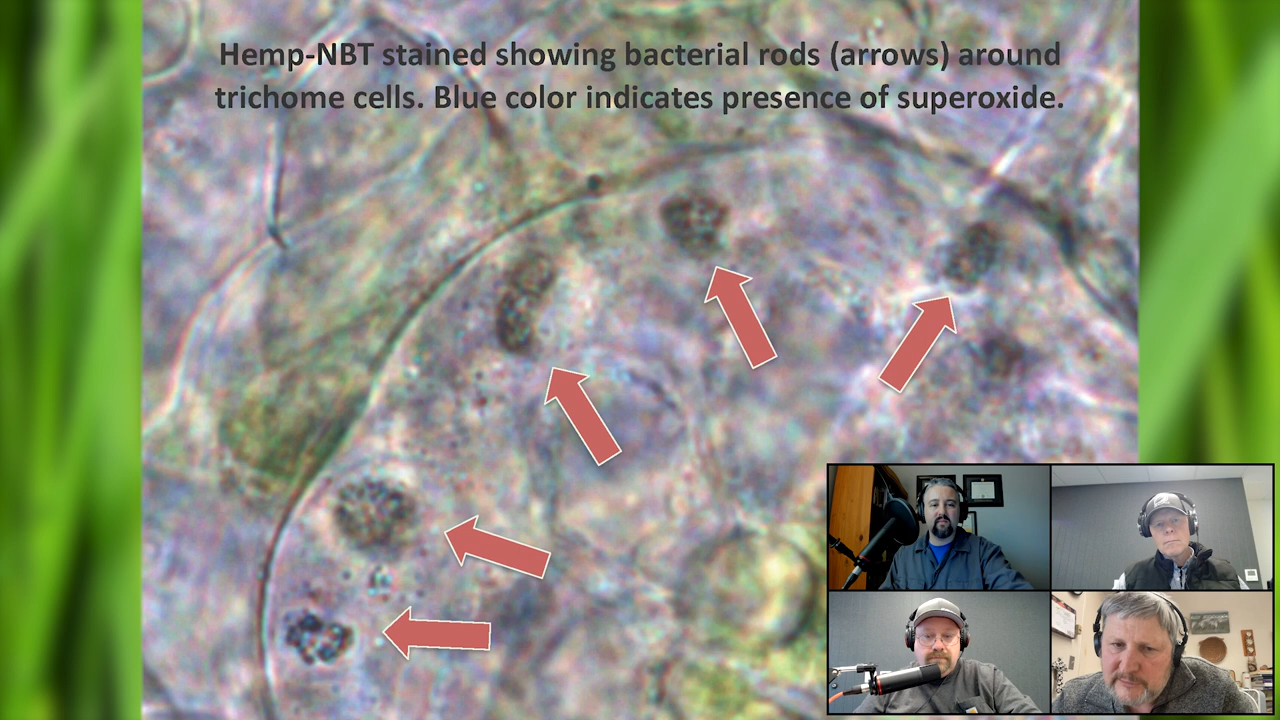 Hemp-NBT stained showing bacterial rods (arrows) around
trichome cells. Blue color indicates presence of superoxide.